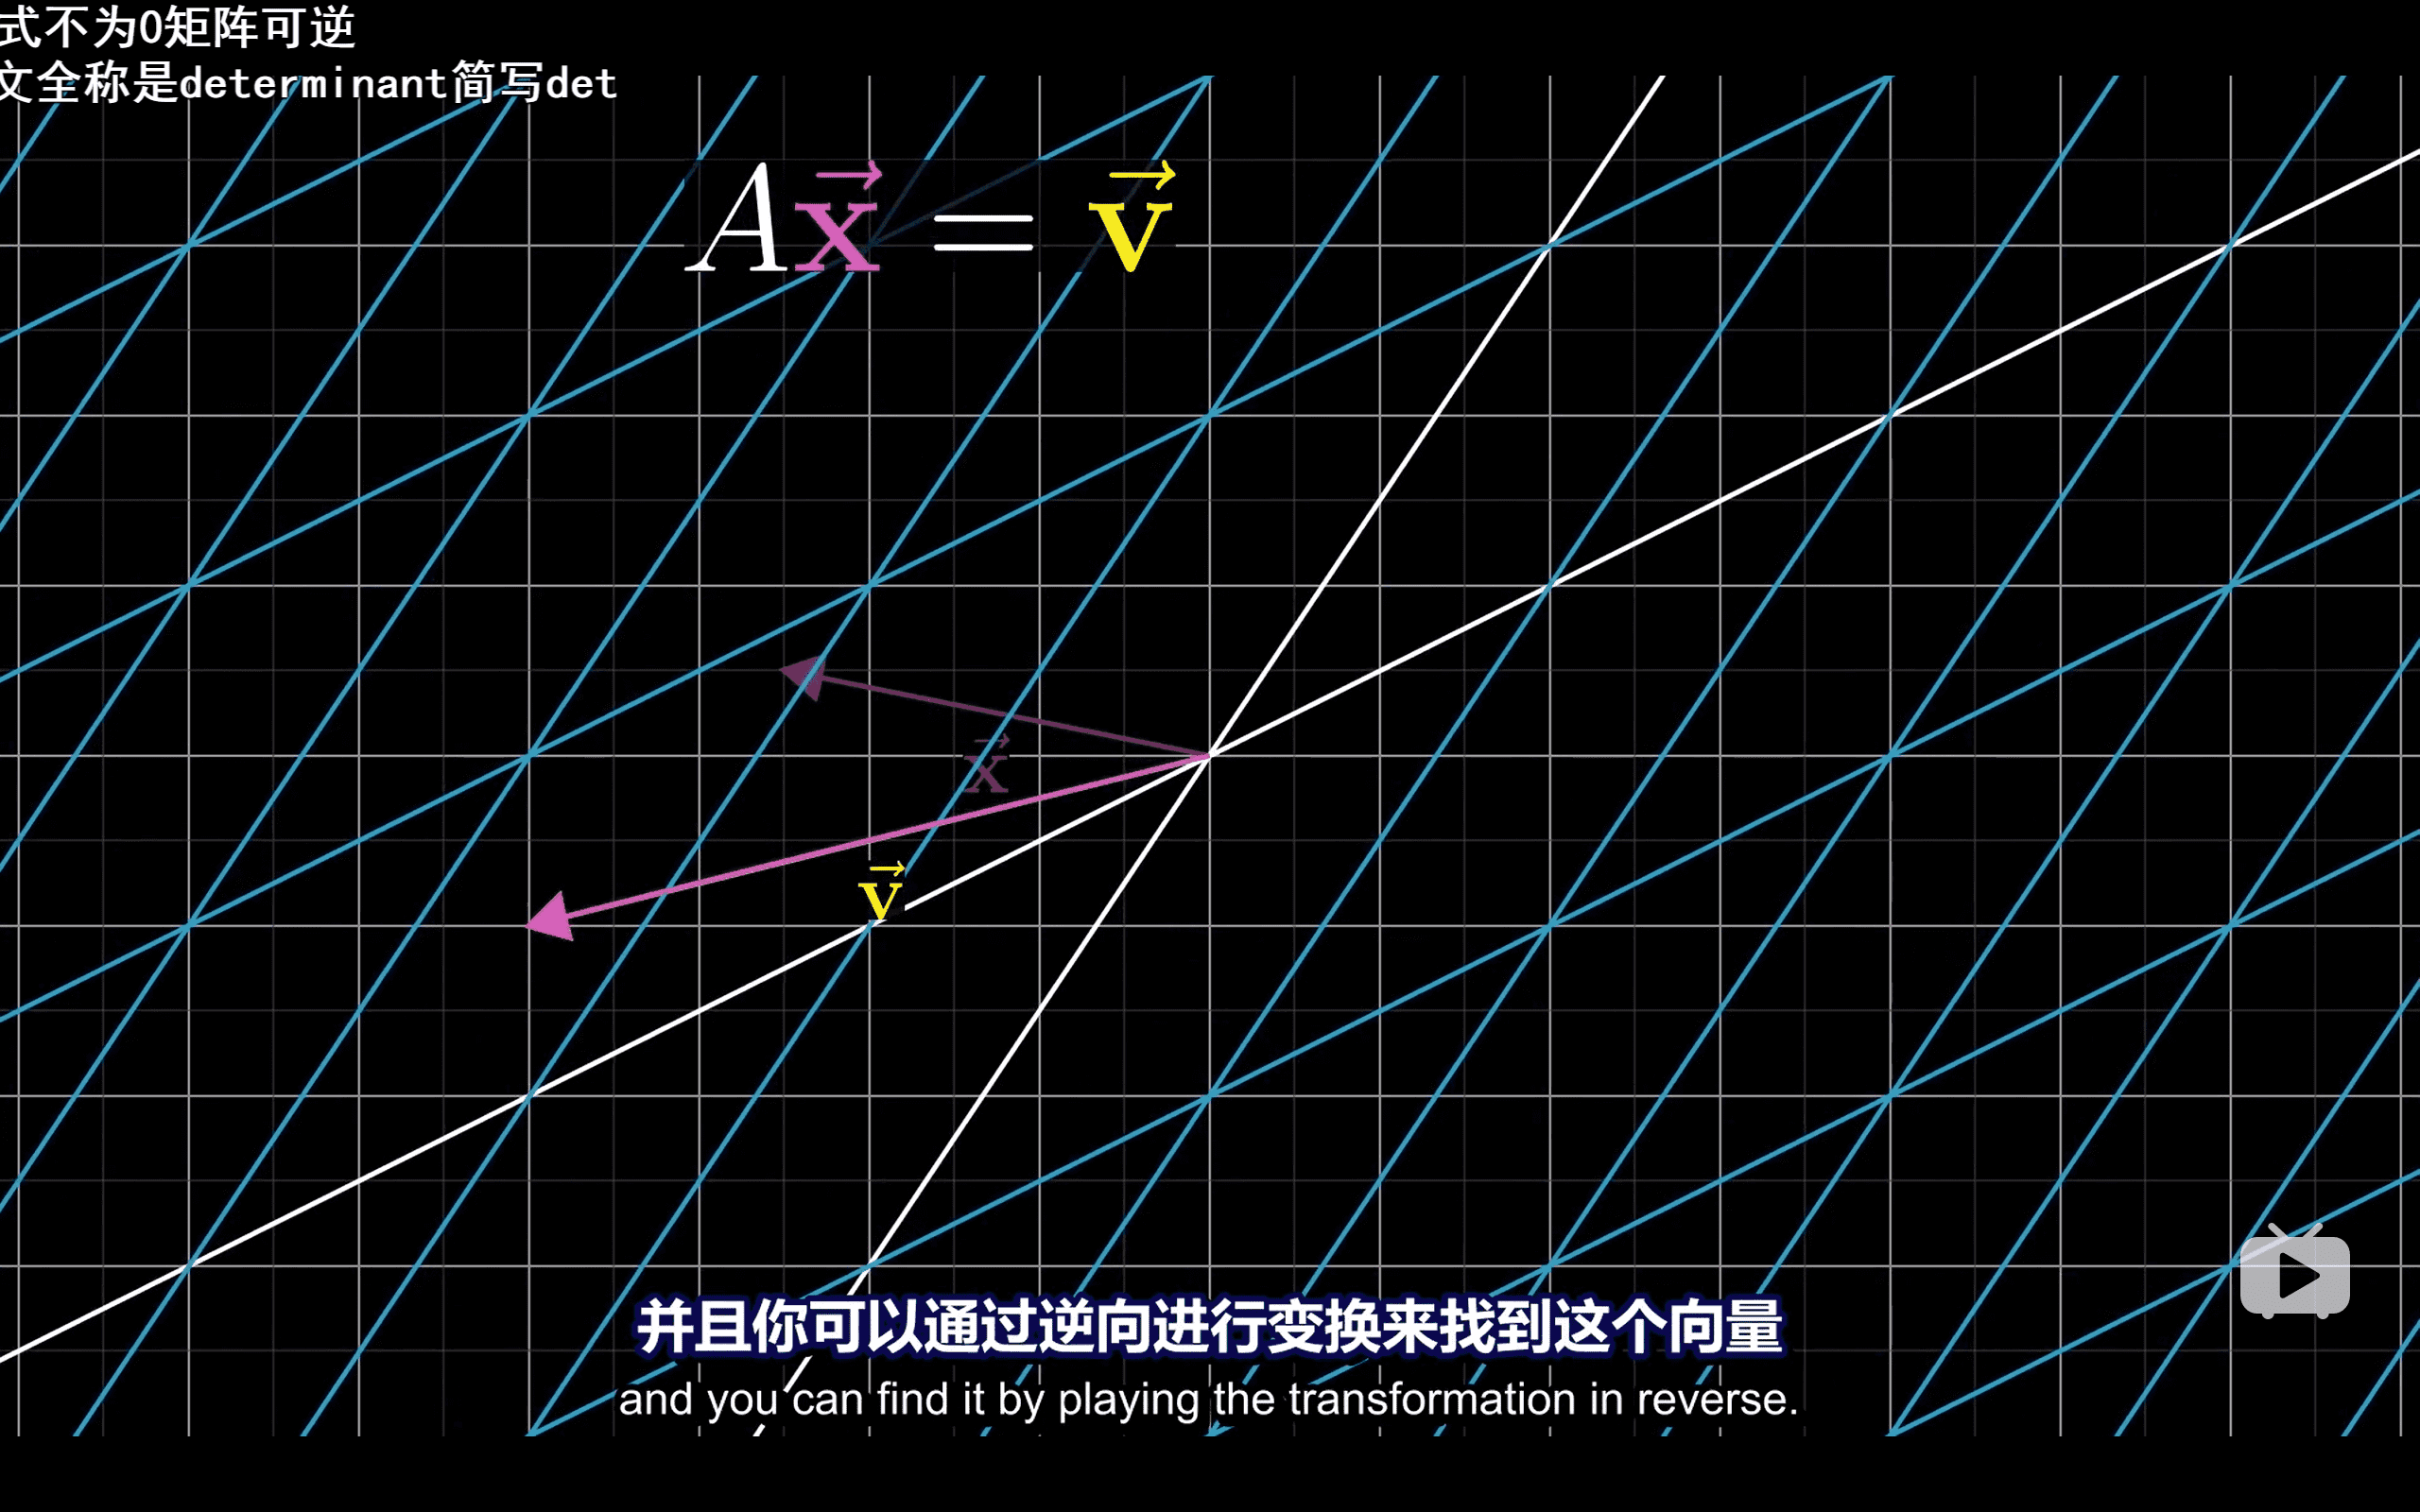 式不为0矩阵可逆
文全称是determinant简写det
Ax⃗ = v⃗
x⃗
v⃗
并且你可以通过逆向进行变换来找到这个向量
and you can find it by playing the transformation in reverse.